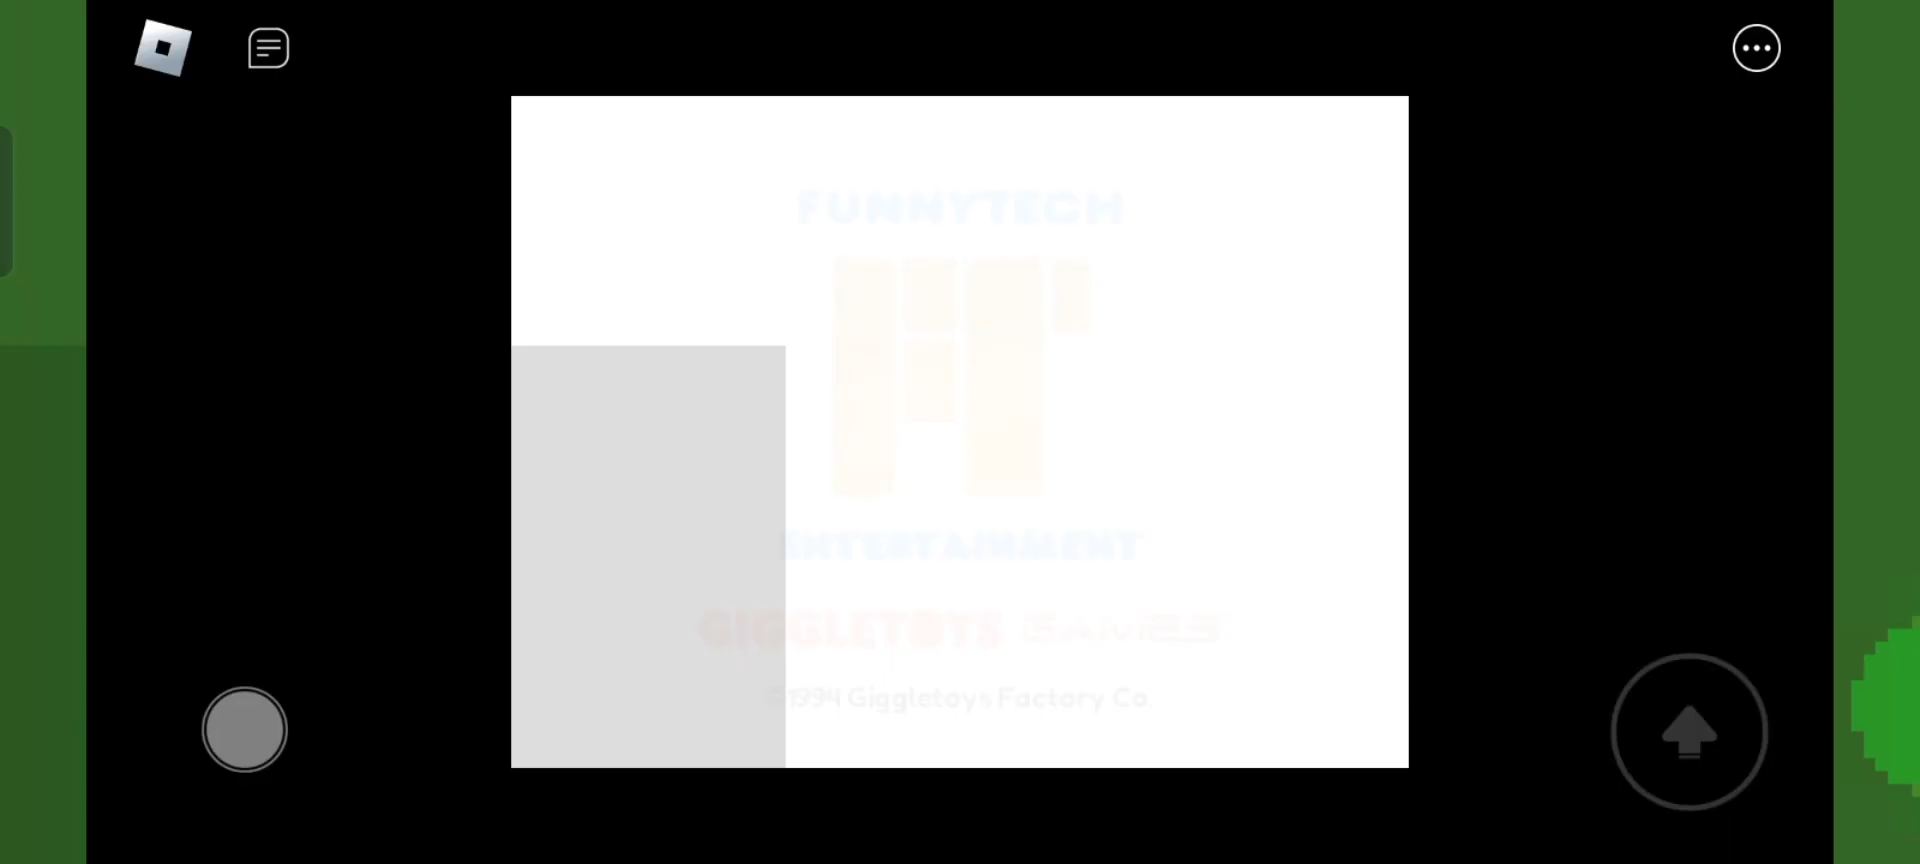 FUNNYTECH
ENTERTAINMENT
GIGGLETOYS GAMES
©1994 Giggletoys Factory Co.